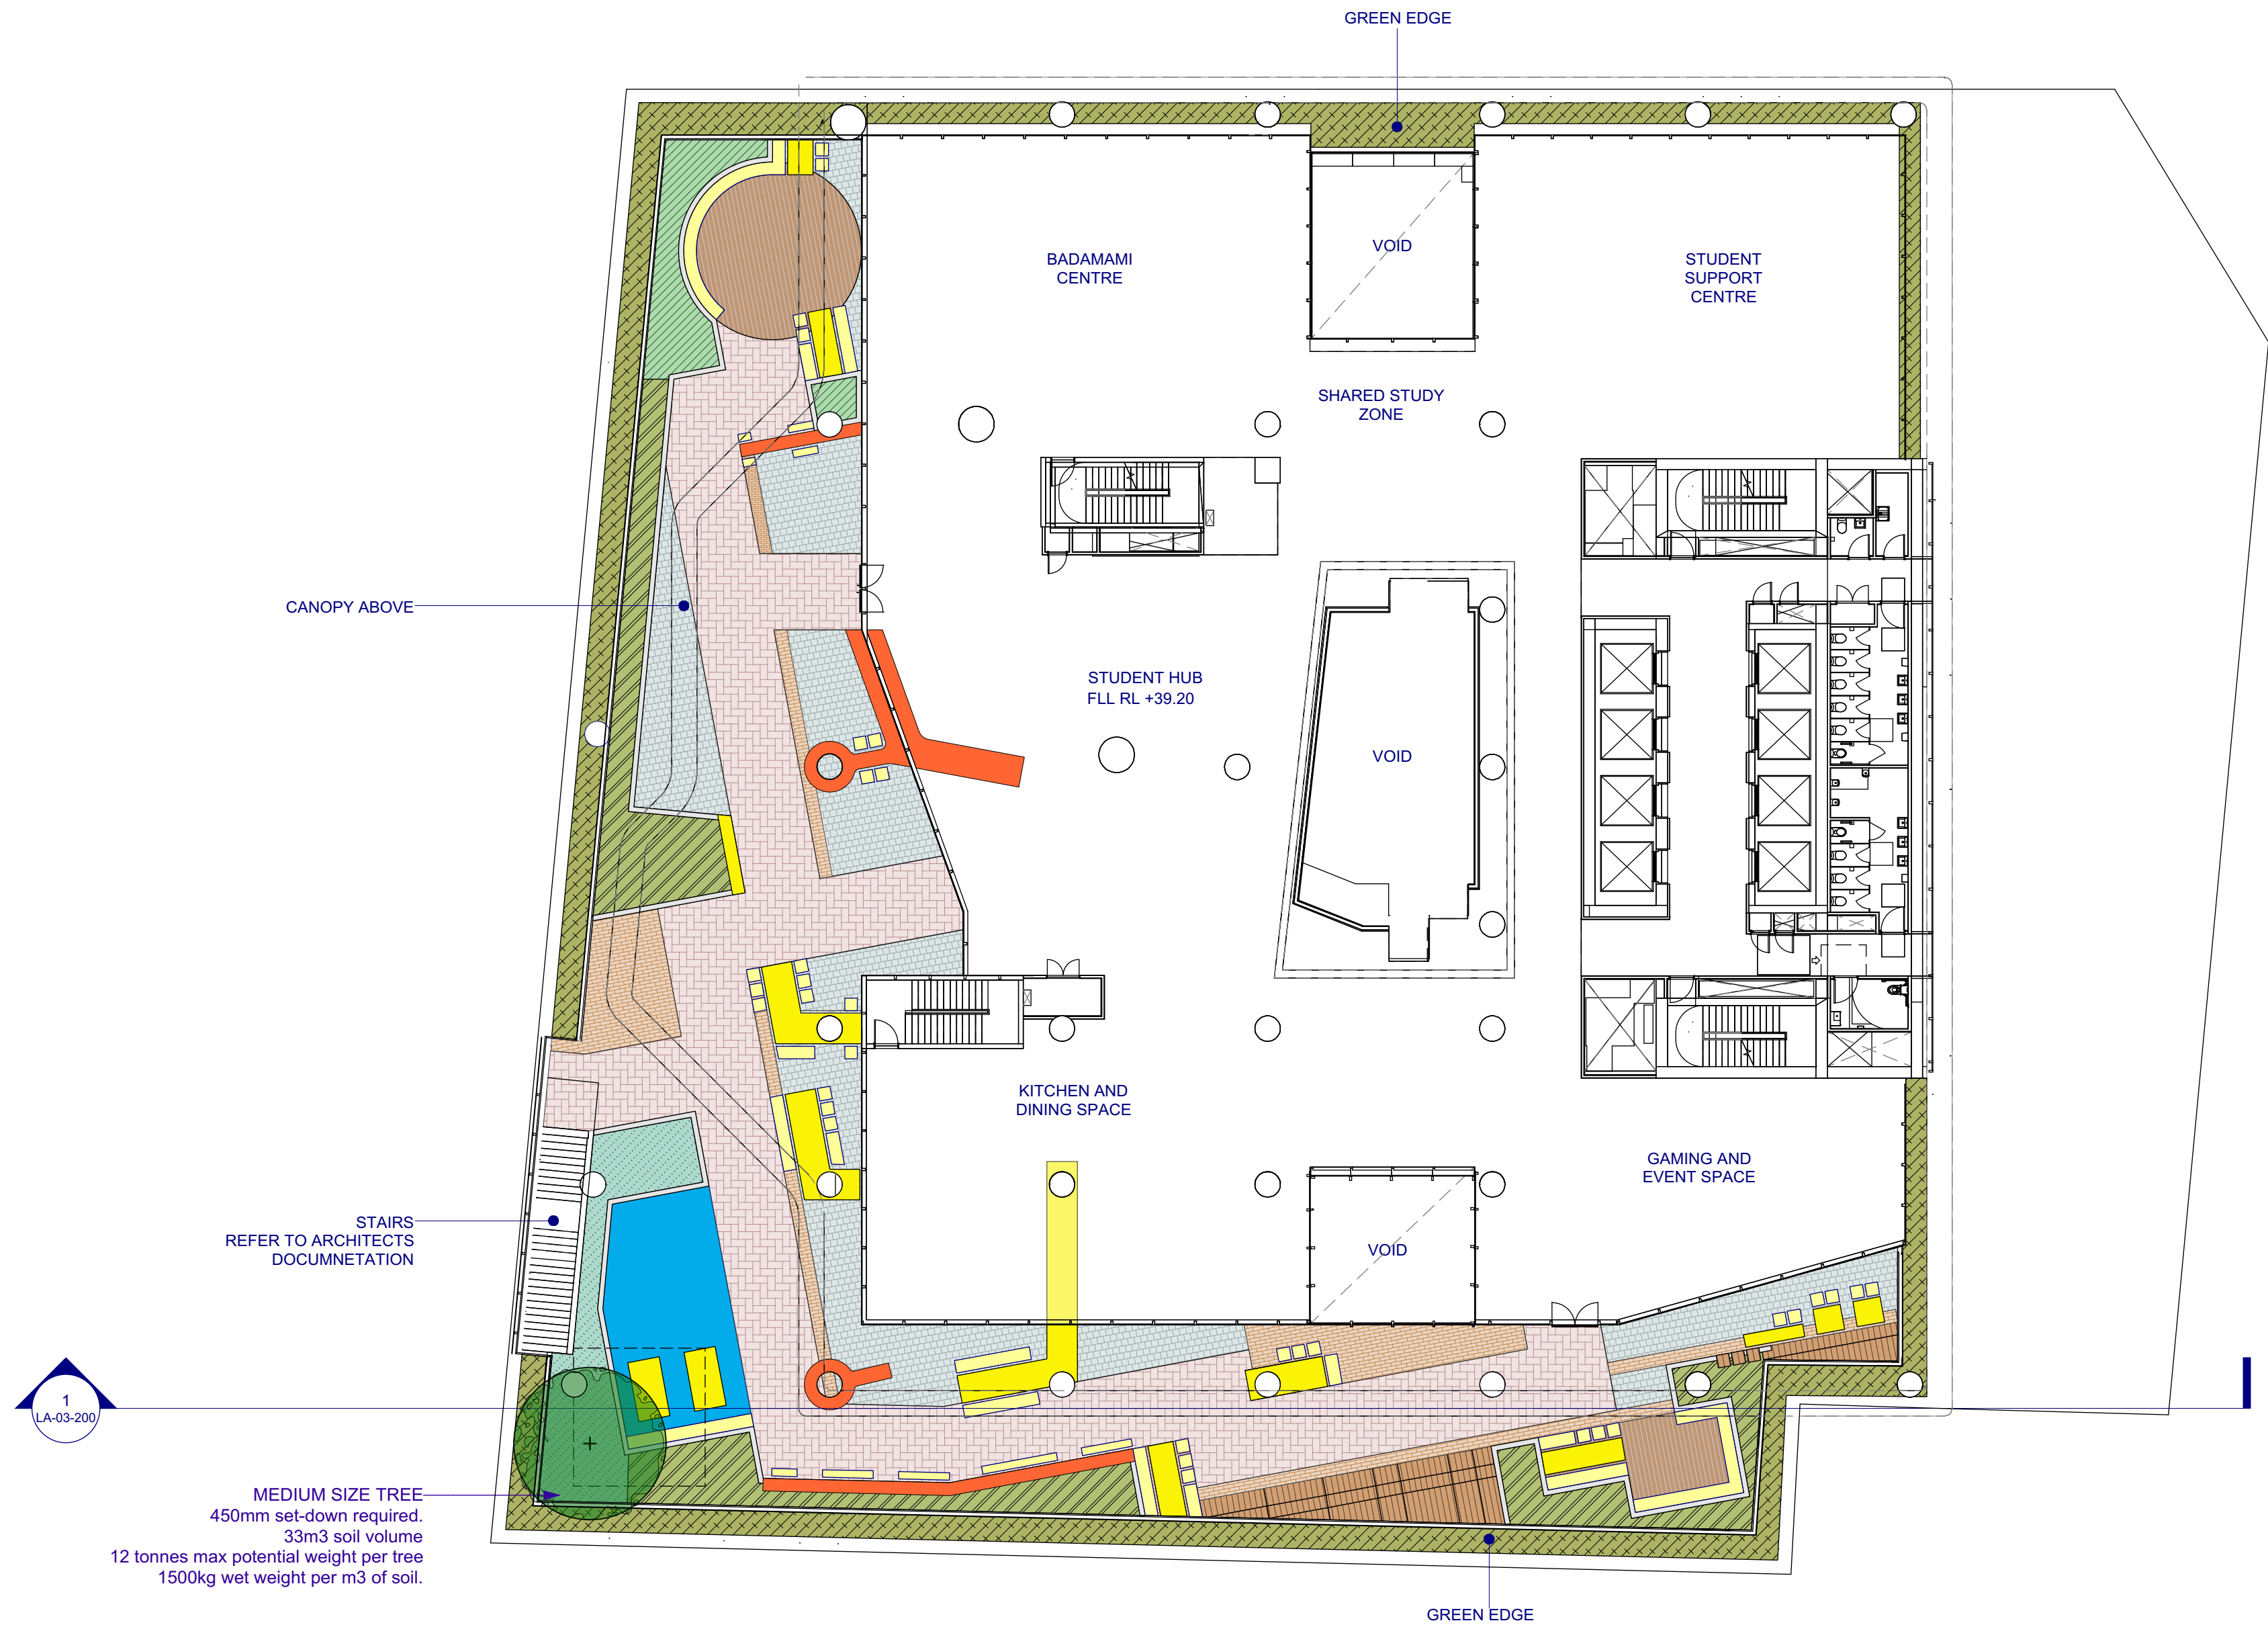 GREEN EDGE
BADAMAMI
CENTRE
VOID
STUDENT
SUPPORT
CENTRE
SHARED STUDY
ZONE
CANOPY ABOVE
STUDENT HUB
FLL RL +39.20
VOID
KITCHEN AND
DINING SPACE
GAMING AND
EVENT SPACE
STAIRS
REFER TO ARCHITECTS
DOCUMNETATION
VOID
1
LA-03-200
MEDIUM SIZE TREE
450mm set-down required.
33m3 soil volume
12 tonnes max potential weight per tree
1500kg wet weight per m3 of soil.
GREEN EDGE